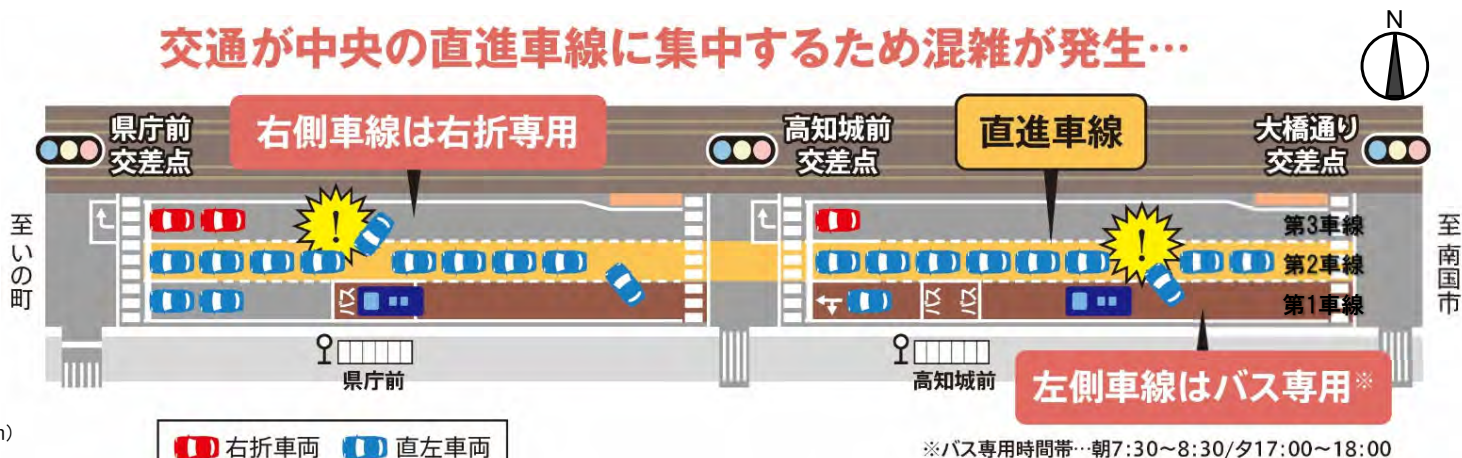 交通が中央の直進車線に集中するため混雑が発生…
N
県庁前
交差点
右側車線は右折専用
高知城前
交差点
直進車線
大橋通り
交差点
至いの町
!
!
第3車線
第2車線
第1車線
至南国市
バス
バス
バス
県庁前
高知城前
左側車線はバス専用※
m)
右折車両
直左車両
※バス専用時間帯…朝7:30～8:30/夕17:00～18:00